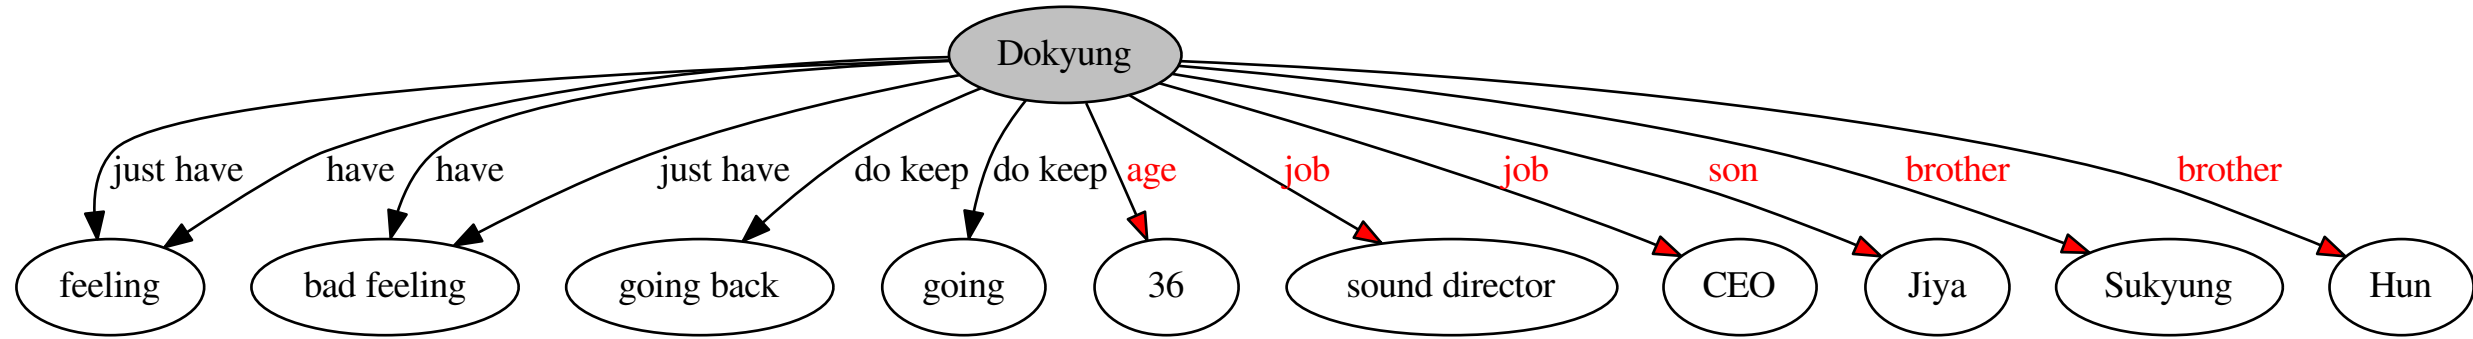 Dokyung
just have
have
have
just have
do keep
do keep
age
job
job
son
brother
brother
feeling
bad feeling
going back
going
36
sound director
CEO
Jiya
Sukyung
Hun